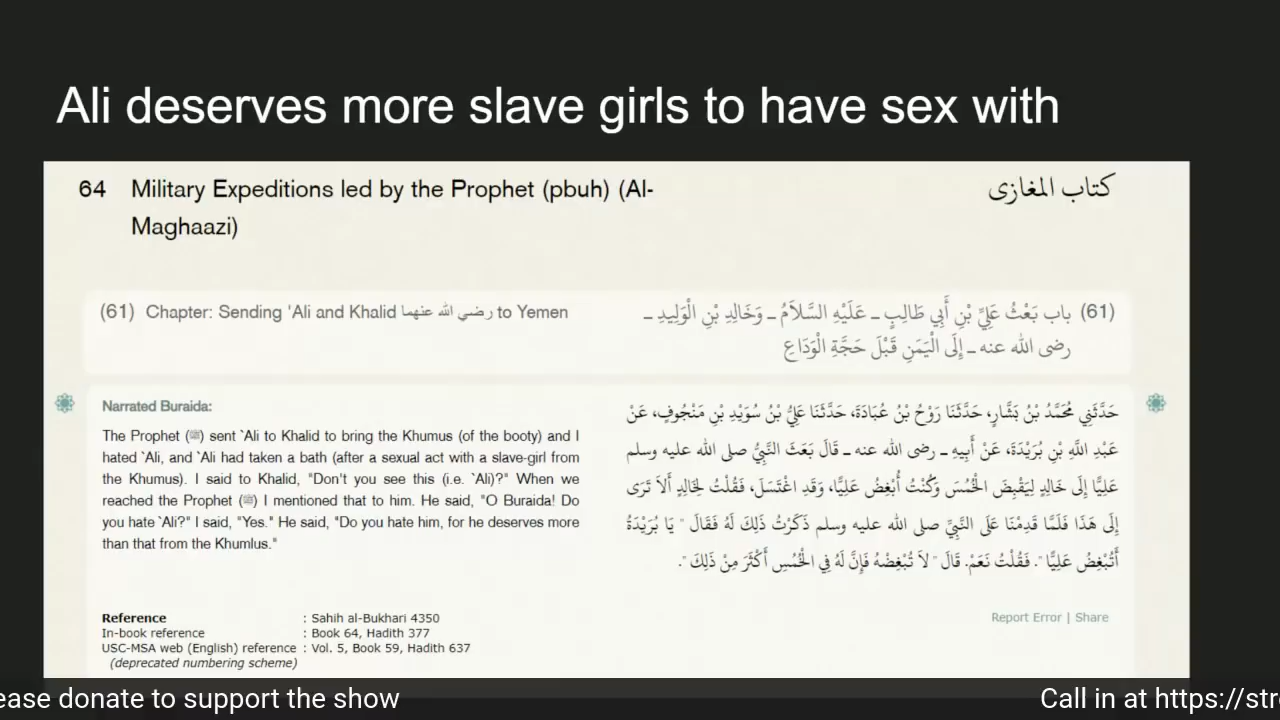 Ali deserves more slave girls to have sex with
64 Military Expeditions led by the Prophet (pbuh) (Al-
Maghaazi)
كتاب المغازى
(61) Chapter: Sending 'Ali and Khalid رضي الله عنهما to Yemen
(61) باب بَعْثُ عَلِيِّ بْنِ أَبِي طَالِبٍ ـ عَلَيْهِ السَّلاَمُ ـ وَخَالِدِ بْنِ الْوَلِيدِ ـ
رضى الله عنه ـ إِلَى الْيَمَنِ قَبْلَ حَجَّةِ الْوَدَاعِ
Narrated Buraida:
The Prophet (ﷺ) sent `Ali to Khalid to bring the Khumus (of the booty) and I
hated `Ali, and `Ali had taken a bath (after a sexual act with a slave-girl from
the Khumus). I said to Khalid, "Don't you see this (i.e. `Ali)?" When we
reached the Prophet (ﷺ) I mentioned that to him. He said, "O Buraida! Do
you hate `Ali?" I said, "Yes." He said, "Do you hate him, for he deserves more
than that from the Khumlus."
حَدَّثَنِي مُحَمَّدُ بْنُ بَشَّارٍ، حَدَّثَنَا رَوْحُ بْنُ عُبَادَةَ، حَدَّثَنَا عَلِيُّ بْنُ سُوَيْدِ بْنِ مَنْجُوفٍ، عَنْ
عَبْدِ اللَّهِ بْنِ بُرَيْدَةَ، عَنْ أَبِيهِ ـ رضى الله عنه ـ قَالَ بَعَثَ النَّبِيُّ صلى الله عليه وسلم
عَلِيًّا إِلَى خَالِدٍ لِيَقْبِضَ الْخُمُسَ وَكُنْتُ أُبْغِضُ عَلِيًّا، وَقَدِ اغْتَسَلَ، فَقُلْتُ لِخَالِدٍ أَلاَ تَرَى
إِلَى هَذَا فَلَمَّا قَدِمْنَا عَلَى النَّبِيِّ صلى الله عليه وسلم ذَكَرْتُ ذَلِكَ لَهُ فَقَالَ " يَا بُرَيْدَةُ
أَتُبْغِضُ عَلِيًّا ". فَقُلْتُ نَعَمْ. قَالَ " لاَ تُبْغِضْهُ فَإِنَّ لَهُ فِي الْخُمُسِ أَكْثَرَ مِنْ ذَلِكَ ".
Reference : Sahih al-Bukhari 4350
In-book reference : Book 64, Hadith 377
USC-MSA web (English) reference : Vol. 5, Book 59, Hadith 637
(deprecated numbering scheme)
Report Error | Share
ease donate to support the show
Call in at https://stre